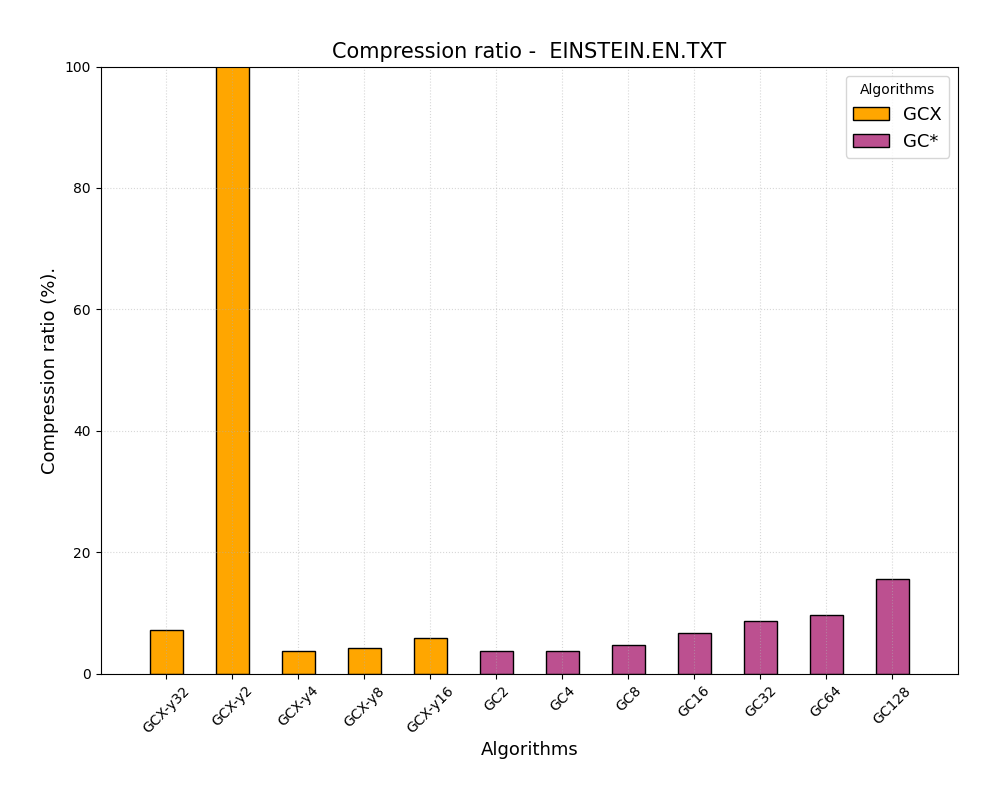 Compression ratio -  EINSTEIN.EN.TXT
Compression ratio (%).
100
80
60
40
20
0
Algorithms
GCX
GC*
GCX-y32
GCX-y2
GCX-y4
GCX-y8
GCX-y16
GC2
GC4
GC8
GC16
GC32
GC64
GC128
Algorithms